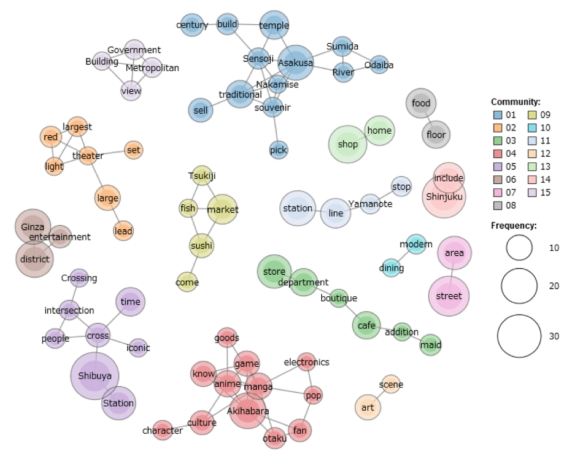 century
build
temple
Government
Building
Metropolitan
view
Sensoji
Asakusa
Sumida
River
Odaiba
Nakamise
traditional
souvenir
sell
pick
food
floor
home
shop
largest
red
light
theater
set
large
lead
Tsukiji
fish
market
sushi
come
include
Shinjuku
stop
Yamanote
station
line
Ginza
entertainment
district
modern
dining
area
street
store
department
boutique
cafe
addition
maid
Crossing
time
intersection
people
cross
iconic
Shibuya
Station
goods
game
know
anime
manga
electronics
pop
Akihabara
culture
character
otaku
fan
scene
art
Community:
01 09
02 10
03 11
04 12
05 13
06 14
07 15
08
Frequency:
10
20
30